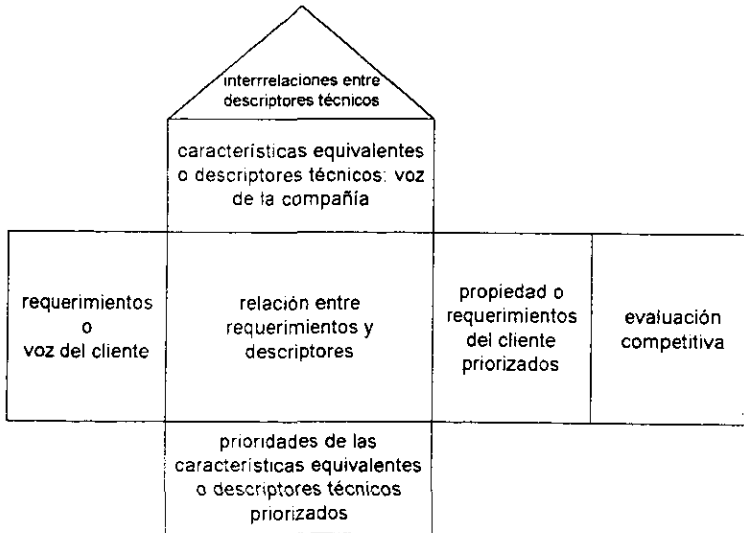 interrrelaciones entre
descriptores técnicos
características equivalentes
o descriptores técnicos: voz
de la compañía
requerimientos
o
voz del cliente
relación entre
requerimientos y
descriptores
propiedad o
requerimientos
del cliente
priorizados
evaluación
competitiva
prioridades de las
características equivalentes
o descriptores técnicos
priorizados